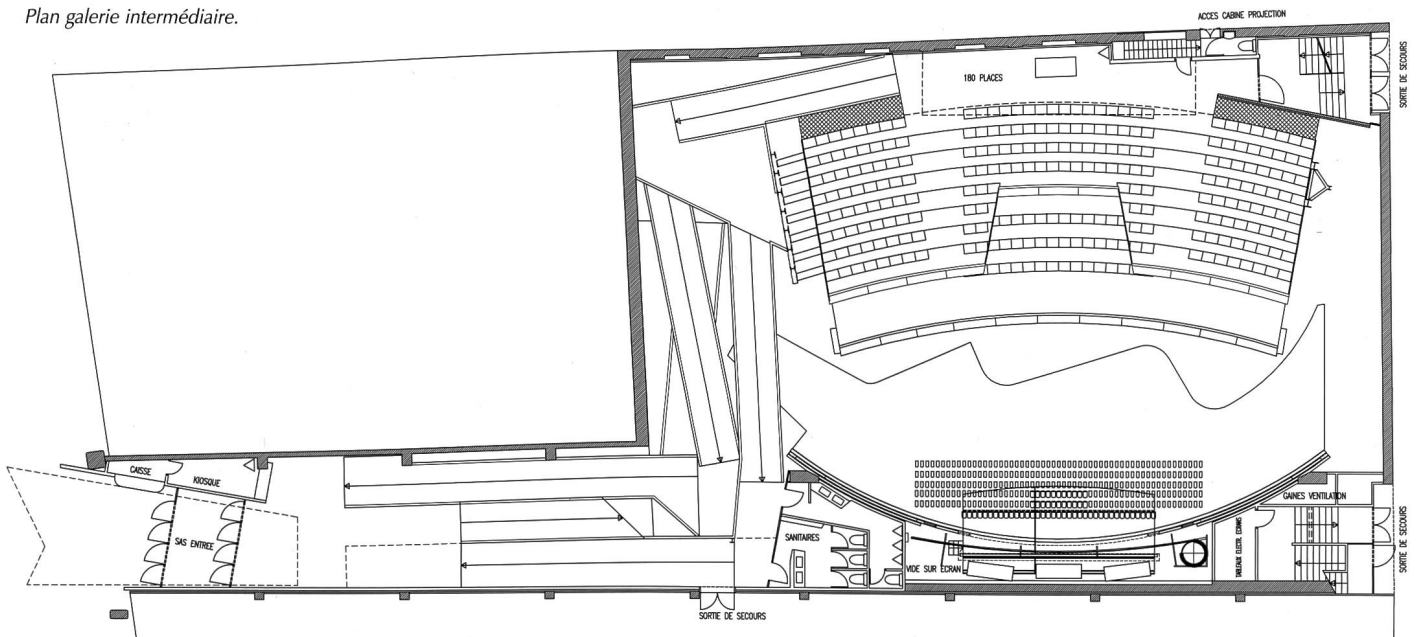 Plan galerie intermédiaire.
ACCES CABINE PROJECTION
180 PLACES
SORTIE DE SECOURS
CAISSE
KIOSQUE
SAS ENTREE
SANITAIRES
VIDE SUR ECRAN
TABLEAUX ELECTR. ECRANS
GAINES VENTILATION
SORTIE DE SECOURS
SORTIE DE SECOURS